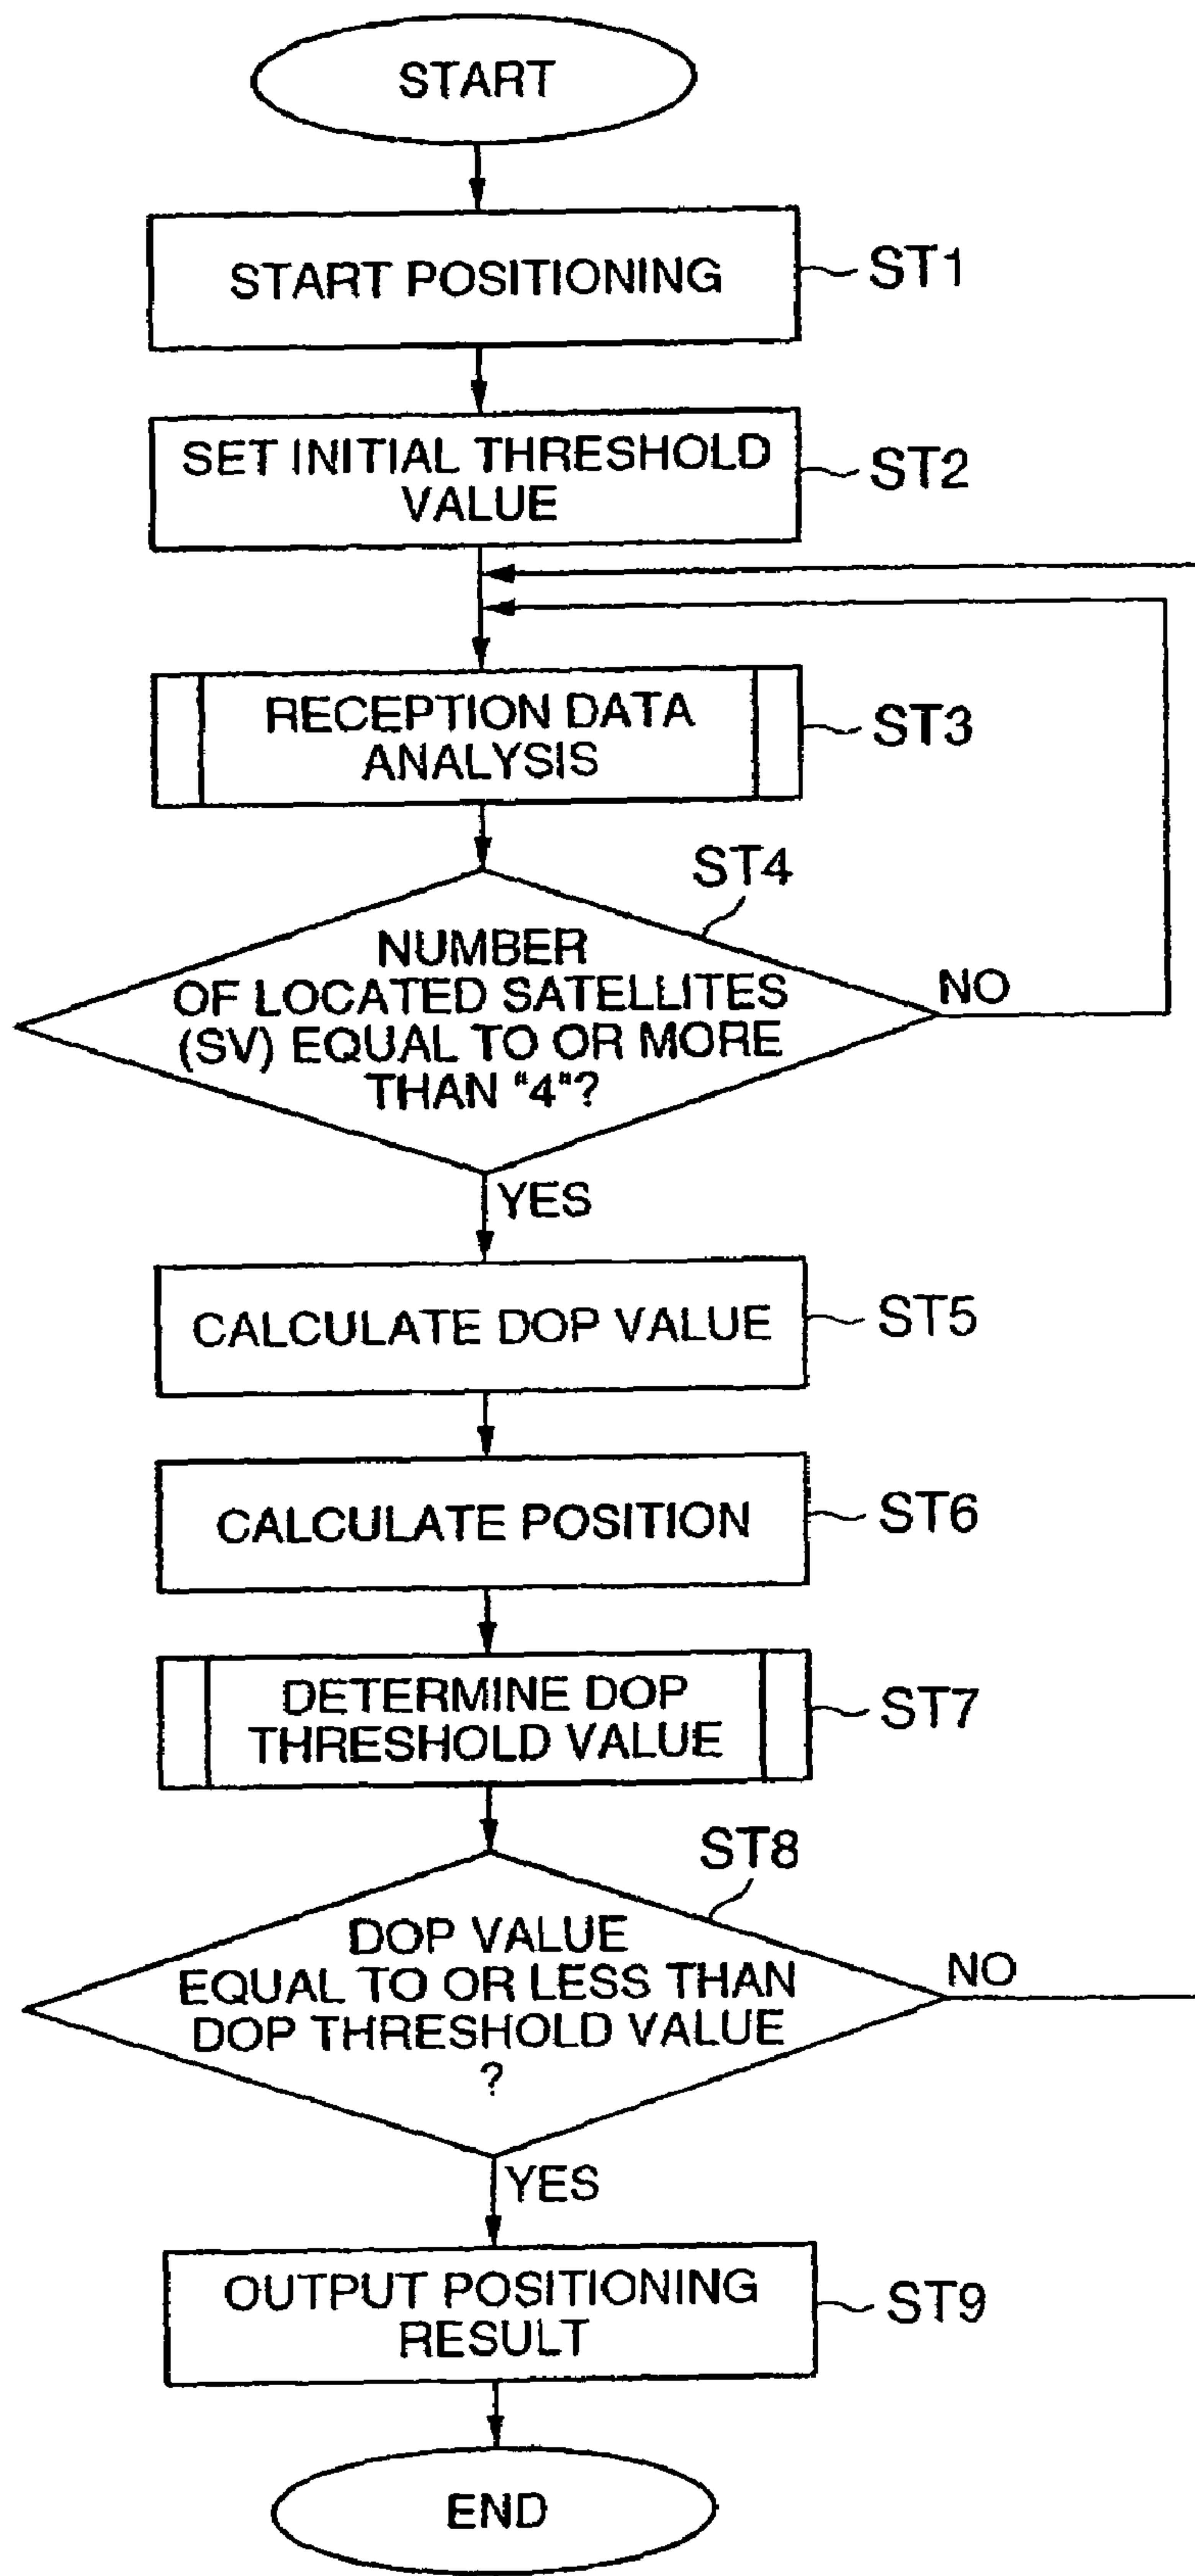 START
START POSITIONING
ST1
SET INITIAL THRESHOLD
VALUE
ST2
RECEPTION DATA
ANALYSIS
ST3
ST4
NUMBER
OF LOCATED SATELLITES
(SV) EQUAL TO OR MORE
THAN "4"?
NO
YES
CALCULATE DOP VALUE
ST5
CALCULATE POSITION
ST6
DETERMINE DOP
THRESHOLD VALUE
ST7
ST8
DOP VALUE
EQUAL TO OR LESS THAN
DOP THRESHOLD VALUE
?
NO
YES
OUTPUT POSITIONING
RESULT
ST9
END